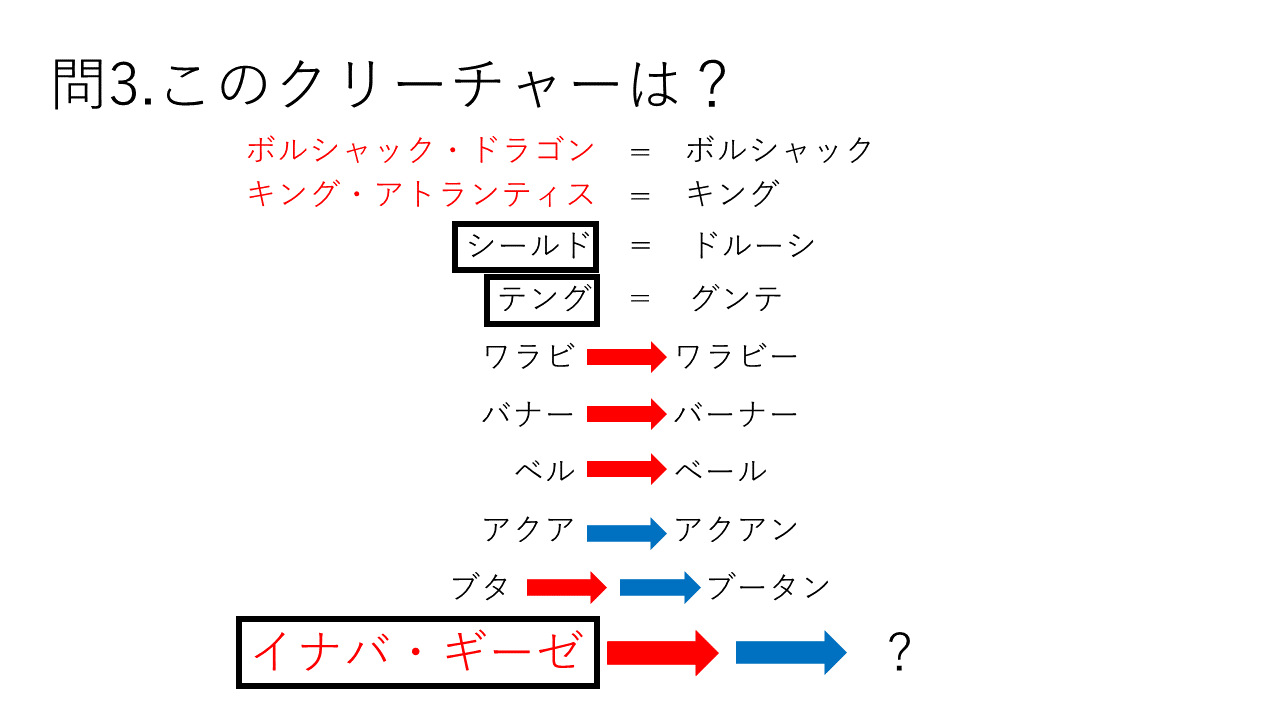 問3.このクリーチャーは？
ボルシャック・ドラゴン = ボルシャック
キング・アトランティス = キング
シールド = ドルーシ
テング = グンテ
ワラビ ワラビー
バナー バーナー
ベル ベール
アクア アクアン
ブタ ブータン
イナバ・ギーゼ ？